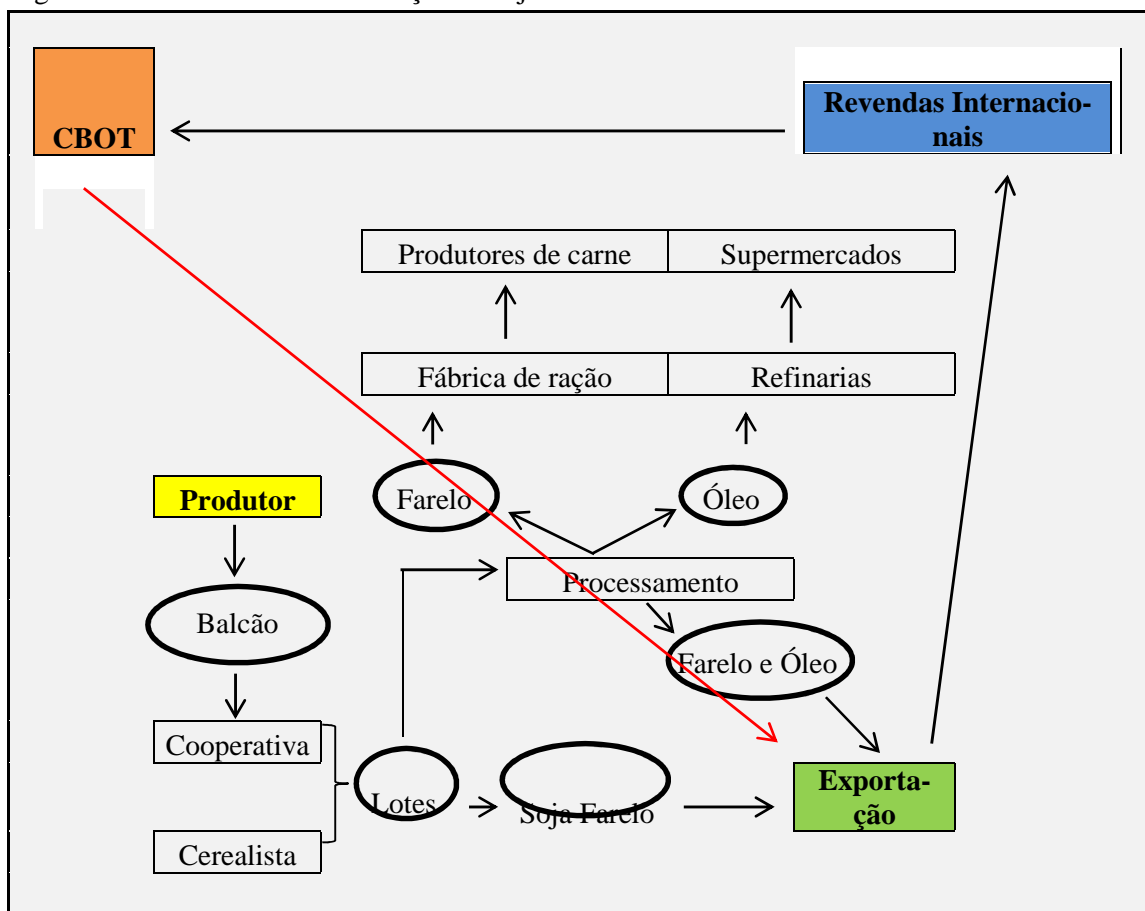 CBOT
Revendas Internacio-
nais
Produtores de carne
Supermercados
Fábrica de ração
Refinarias
Produtor
Farelo
Óleo
Processamento
Balcão
Farelo e Óleo
Cooperativa
Lotes
Soja Farelo
Exporta-
ção
Cerealista